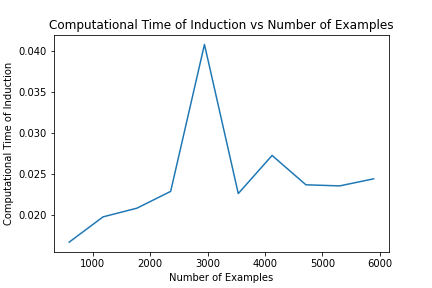 Computational Time of Induction vs Number of Examples
0.040
0.035
0.030
0.025
0.020
Computational Time of Induction
1000 2000 3000 4000 5000 6000
Number of Examples